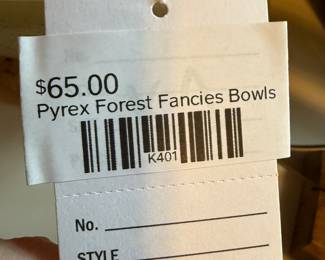 $65.00
Pyrex Forest Fancies Bowls
K401
No.
STYLE